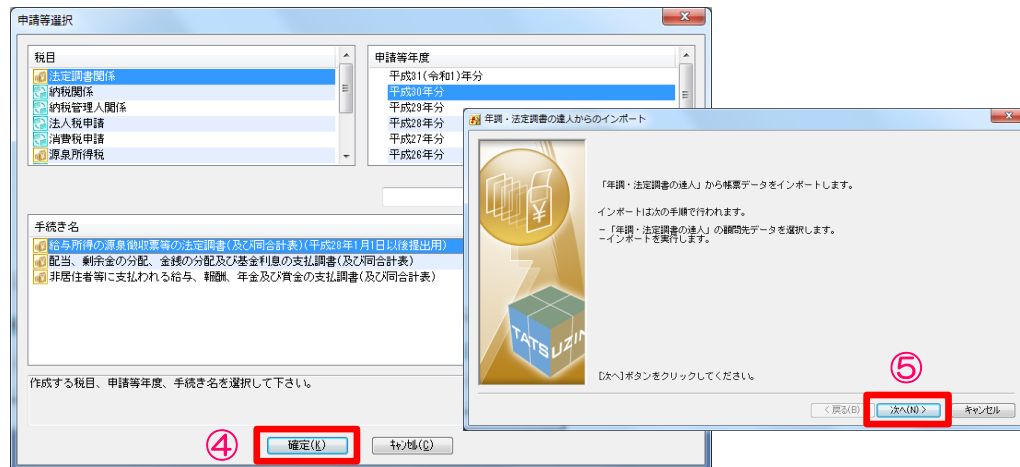 申請等選択
税目
法定調書関係
納税関係
納税管理人関係
法人税申請
消費税申請
源泉所得税
申請等年度
平成31(令和1)年分
平成30年分
平成29年分
平成28年分
平成27年分
平成26年分
手続き名
給与所得の源泉徴収票等の法定調書(及び同合計表)(平成28年1月1日以後提出用)
配当、剰余金の分配、金銭の分配及び基金利息の支払調書(及び同合計表)
非居住者等に支払われる給与、報酬、年金及び賞金の支払調書(及び同合計表)
作成する税目、申請等年度、手続き名を選択して下さい。
④
確定(K)
キャンセル(C)
年調・法定調書の達人からのインポート
「年調・法定調書の達人」から帳票データをインポートします。
インポートは次の手順で行われます。
-「年調・法定調書の達人」の顧問先データを選択します。
-インポートを実行します。
TATSUZIN
[次へ]ボタンをクリックしてください。
⑤
< 戻る(B)
次へ(N) >
キャンセル